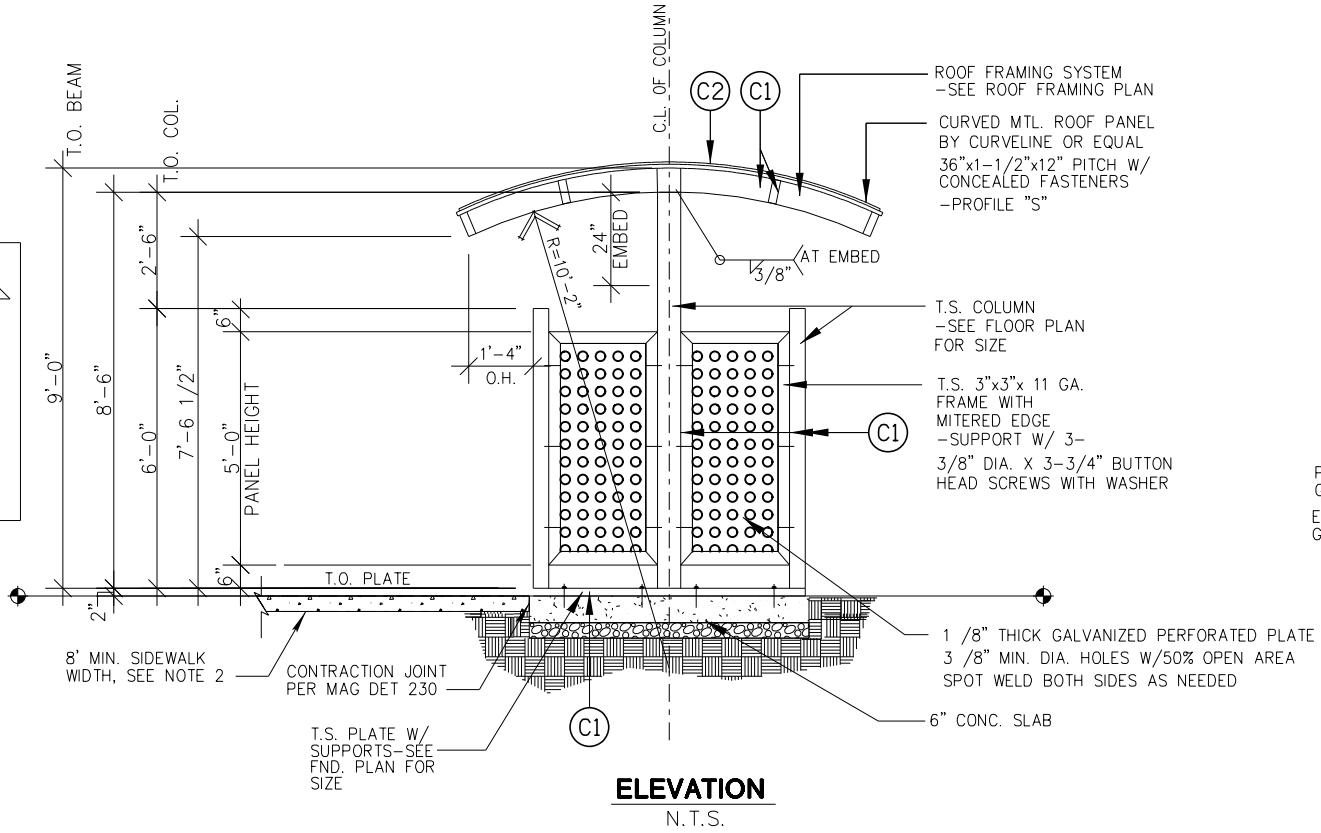 T.O. BEAM
T.O. COL.
C.L. OF COLUMN
C2
C1
ROOF FRAMING SYSTEM
-SEE ROOF FRAMING PLAN
CURVED MTL. ROOF PANEL
BY CURVELINE OR EQUAL
36"x1-1/2"x12" PITCH W/
CONCEALED FASTENERS
-PROFILE "S"
2'-6"
24"
EMBED
R=10'-2"
AT EMBED
3/8"
T.S. COLUMN
-SEE FLOOR PLAN
FOR SIZE
9'-0"
8'-6"
6'-0"
7'-6 1/2"
6"
5'-0"
PANEL HEIGHT
6"
1'-4"
O.H.
T.S. 3"x3"x 11 GA.
FRAME WITH
MITERED EDGE
-SUPPORT W/ 3-
3/8" DIA. X 3-3/4" BUTTON
HEAD SCREWS WITH WASHER
C1
T.O. PLATE
2"
8' MIN. SIDEWALK
WIDTH, SEE NOTE 2
CONTRACTION JOINT
PER MAG DET 230
T.S. PLATE W/
SUPPORTS-SEE
FND. PLAN FOR
SIZE
C1
1 /8" THICK GALVANIZED PERFORATED PLATE
3 /8" MIN. DIA. HOLES W/50% OPEN AREA
SPOT WELD BOTH SIDES AS NEEDED
6" CONC. SLAB
ELEVATION
N.T.S.